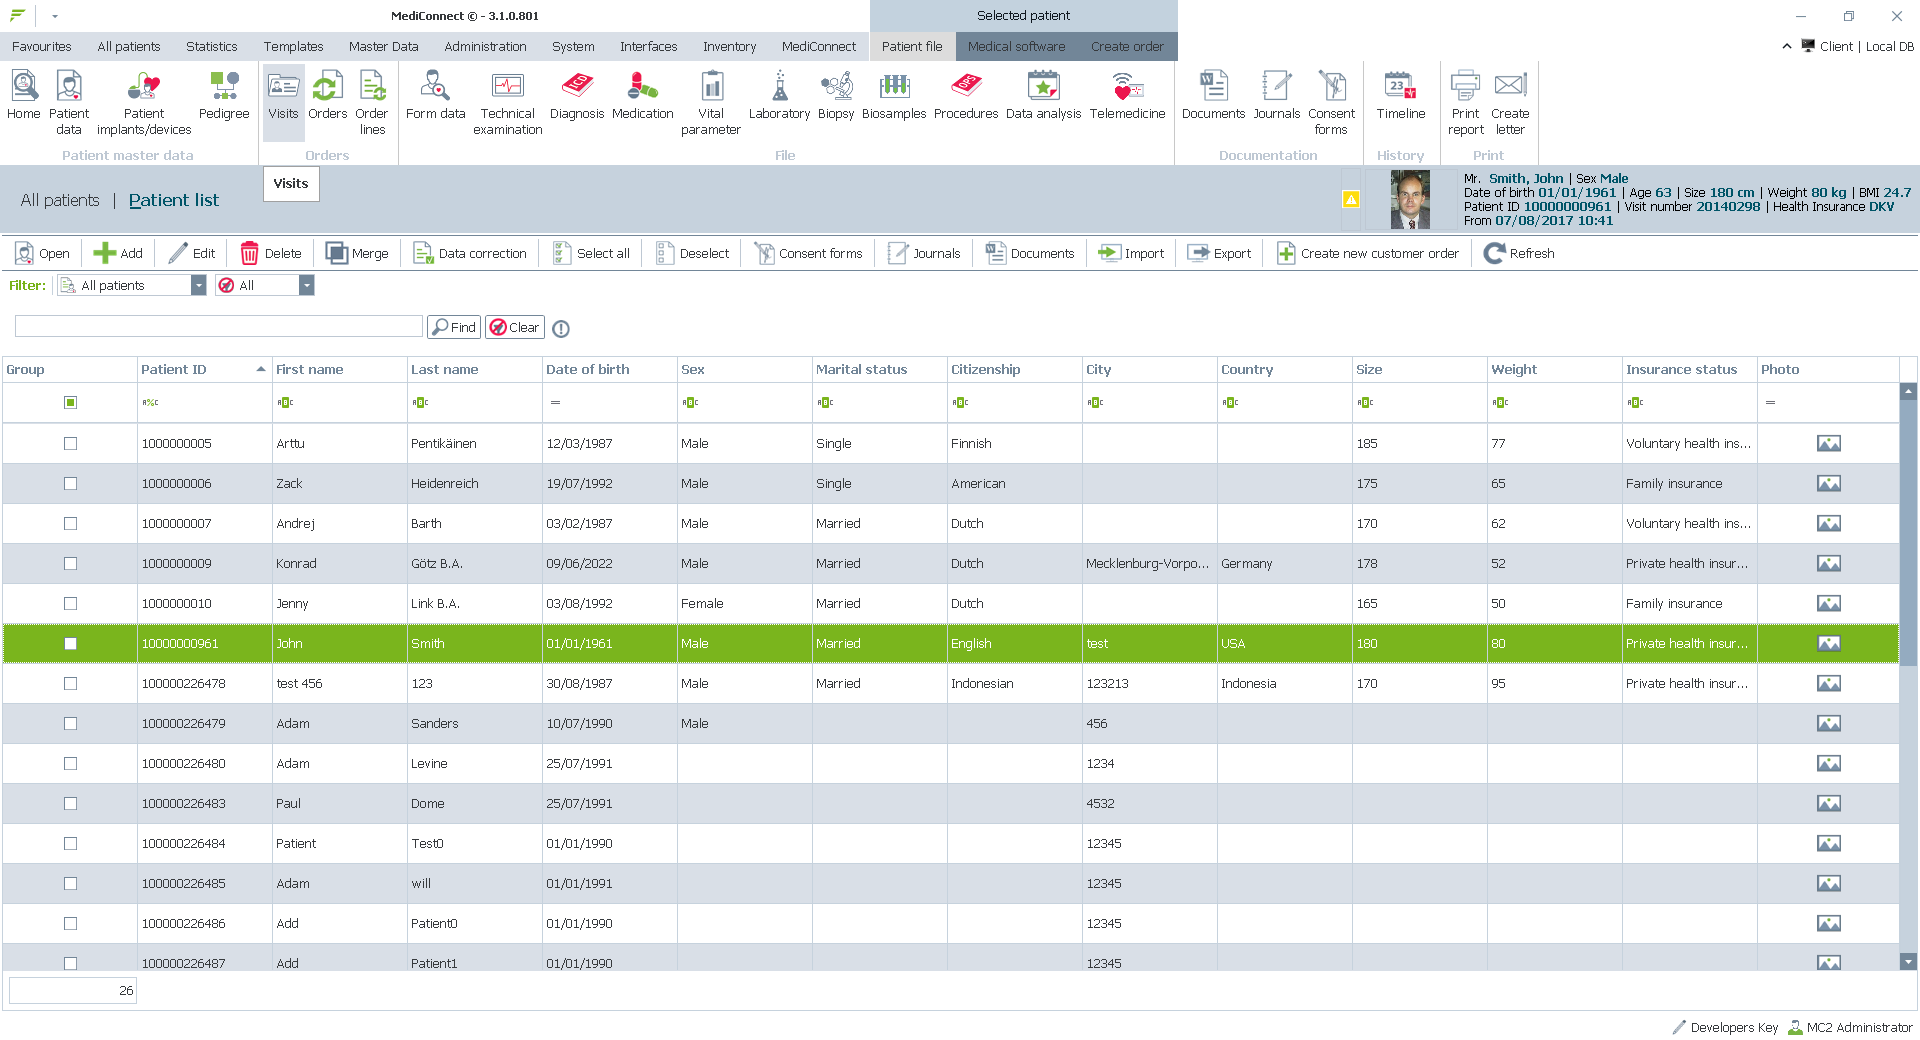 MediConnect © - 3.1.0.801
Selected patient
Favourites All patients Statistics Templates Master Data Administration System Interfaces Inventory MediConnect Patient file Medical software Create order Client | Local DB
Home Patient data Patient implants/devices Pedigree Visits Orders Order lines Form data Technical examination Diagnosis Medication Vital parameter Laboratory Biopsy Biosamples Procedures Data analysis Telemedicine Documents Journals Consent forms Timeline Print report Create letter
Patient master data Orders File Documentation History Print
All patients | Patient list
Visits
Mr. Smith, John | Sex Male
Date of birth 01/01/1961 | Age 63 | Size 180 cm | Weight 80 kg | BMI 24.7
Patient ID 10000000961 | Visit number 20140298 | Health Insurance DKV
From 07/08/2017 10:41
Open Add Edit Delete Merge Data correction Select all Deselect Consent forms Journals Documents Import Export Create new customer order Refresh
Filter: All patients All
Find Clear
Group Patient ID First name Last name Date of birth Sex Marital status Citizenship City Country Size Weight Insurance status Photo
1000000005 Arttu Pentikäinen 12/03/1987 Male Single Finnish 185 77 Voluntary health ins...
1000000006 Zack Heidenreich 19/07/1992 Male Single American 175 65 Family insurance
1000000007 Andrej Barth 03/02/1987 Male Married Dutch 170 62 Voluntary health ins...
1000000009 Konrad Götz B.A. 09/06/2022 Male Married Dutch Mecklenburg-Vorpo... Germany 178 52 Private health insur...
1000000010 Jenny Link B.A. 03/08/1992 Female Married Dutch 165 50 Family insurance
10000000961 John Smith 01/01/1961 Male Married English test USA 180 80 Private health insur...
100000226478 test 456 123 30/08/1987 Male Married Indonesian 123213 Indonesia 170 95 Private health insur...
100000226479 Adam Sanders 10/07/1990 Male 456
100000226480 Adam Levine 25/07/1991 1234
100000226483 Paul Dome 25/07/1991 4532
100000226484 Patient Test0 01/01/1990 12345
100000226485 Adam will 01/01/1991 12345
100000226486 Add Patient0 01/01/1990 12345
100000226487 Add Patient1 01/01/1990 12345
26
Developers Key MC2 Administrator